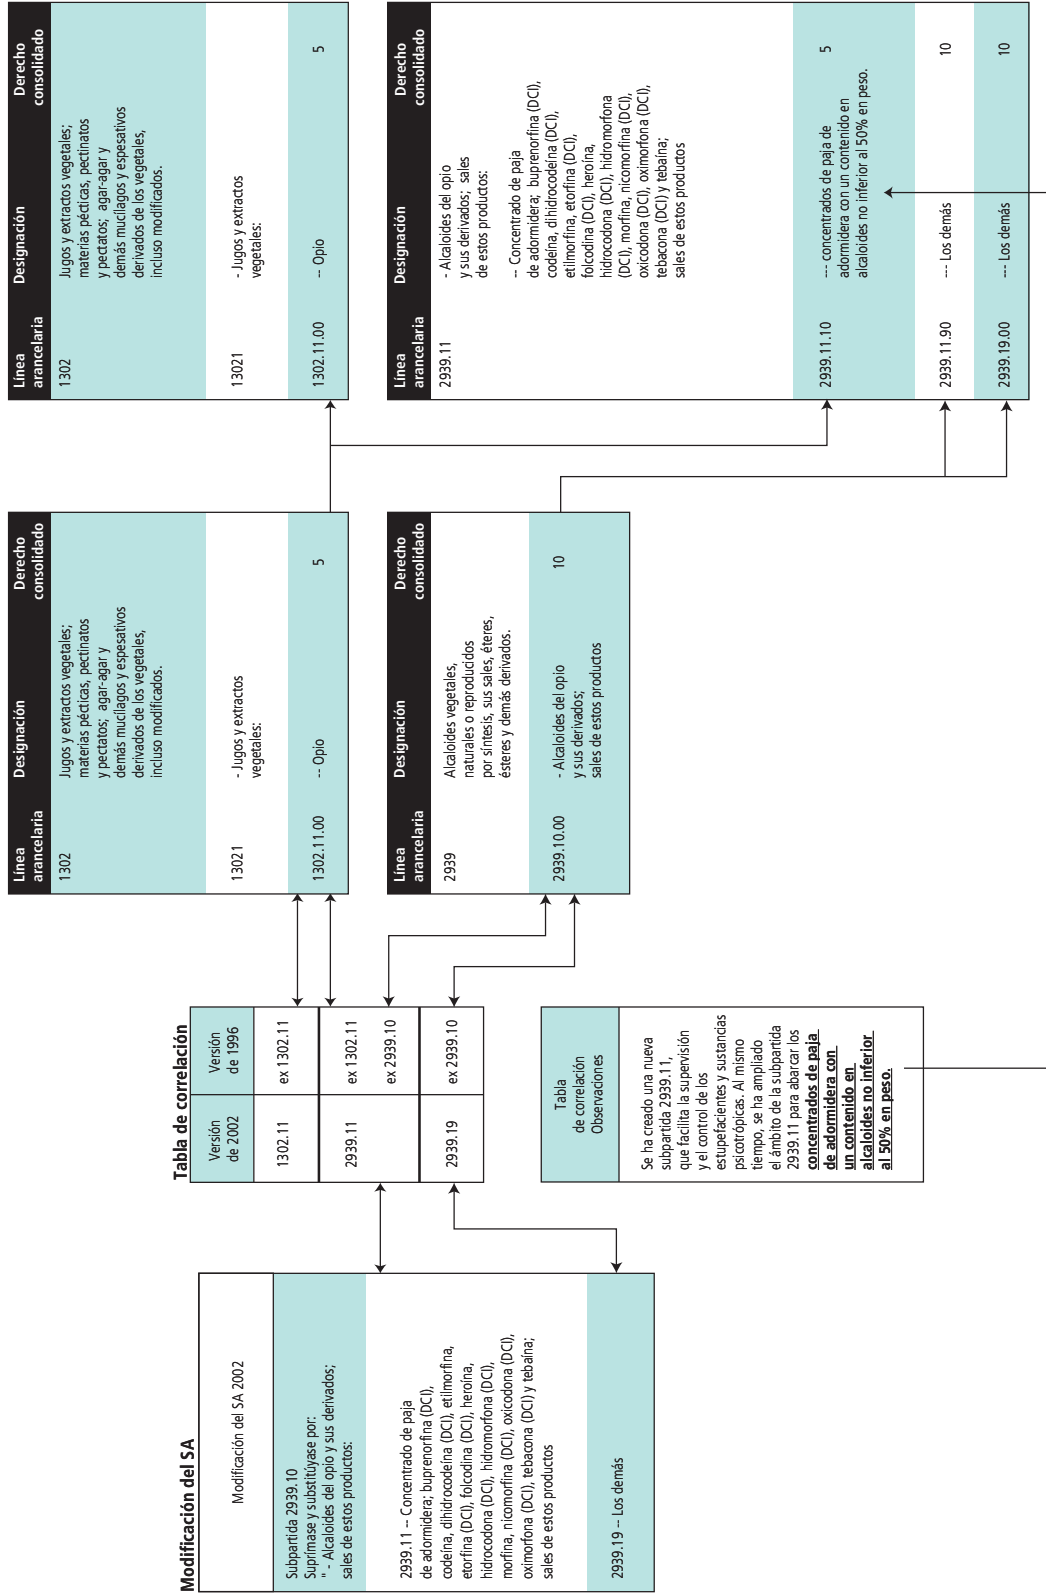 Modificación del SA
Modificación del SA 2002
Subpartida 2939.10
Suprímase y substitúyase por:
" - Alcaloides del opio y sus derivados;
sales de estos productos:
2939.11 -- Concentrado de paja
de adormidera; buprenorfina (DCI),
codeína, dihidrocodeína (DCI), etilmorfina,
etorfina (DCI), folcodina (DCI), heroína,
hidrocodona (DCI), hidromorfona (DCI),
morfina, nicomorfina (DCI), oxicodona (DCI),
oximorfona (DCI), tebacona (DCI) y tebaína;
sales de estos productos
2939.19 -- Los demás
Tabla de correlación
Versión
de 2002
Versión
de 1996
1302.11
ex 1302.11
2939.11
ex 1302.11
ex 2939.10
2939.19
ex 2939.10
Tabla
de correlación
Observaciones
Se ha creado una nueva
subpartida 2939.11,
que facilita la supervisión
y el control de los
estupefacientes y sustancias
psicotrópicas. Al mismo
tiempo, se ha ampliado
el ámbito de la subpartida
2939.11 para abarcar los
concentrados de paja
de adormidera con
un contenido en
alcaloides no inferior
al 50% en peso.
Línea
arancelaria
Designación
Derecho
consolidado
1302
Jugos y extractos vegetales;
materias pécticas, pectinatos
y pectatos; agar-agar y
demás mucílagos y espesativos
derivados de los vegetales,
incluso modificados.
13021
- Jugos y extractos
vegetales:
1302.11.00
-- Opio
5
Línea
arancelaria
Designación
Derecho
consolidado
2939
Alcaloides vegetales,
naturales o reproducidos
por síntesis, sus sales, éteres,
ésteres y demás derivados.
2939.10.00
- Alcaloides del opio
y sus derivados;
sales de estos productos
10
Línea
arancelaria
Designación
Derecho
consolidado
1302
Jugos y extractos vegetales;
materias pécticas, pectinatos
y pectatos; agar-agar y
demás mucílagos y espesativos
derivados de los vegetales,
incluso modificados.
13021
- Jugos y extractos
vegetales:
1302.11.00
-- Opio
5
Línea
arancelaria
Designación
Derecho
consolidado
2939.11
- Alcaloides del opio
y sus derivados; sales
de estos productos:
-- Concentrado de paja
de adormidera; buprenorfina (DCI),
codeína, dihidrocodeína (DCI),
etilmorfina, etorfina (DCI),
folcodina (DCI), heroína,
hidrocodona (DCI), hidromorfona
(DCI), morfina, nicomorfina (DCI),
oxicodona (DCI), oximorfona (DCI),
tebacona (DCI) y tebaína;
sales de estos productos
2939.11.10
--- concentrados de paja de
adormidera con un contenido en
alcaloides no inferior al 50% en peso.
5
2939.11.90
--- Los demás
10
2939.19.00
--- Los demás
10